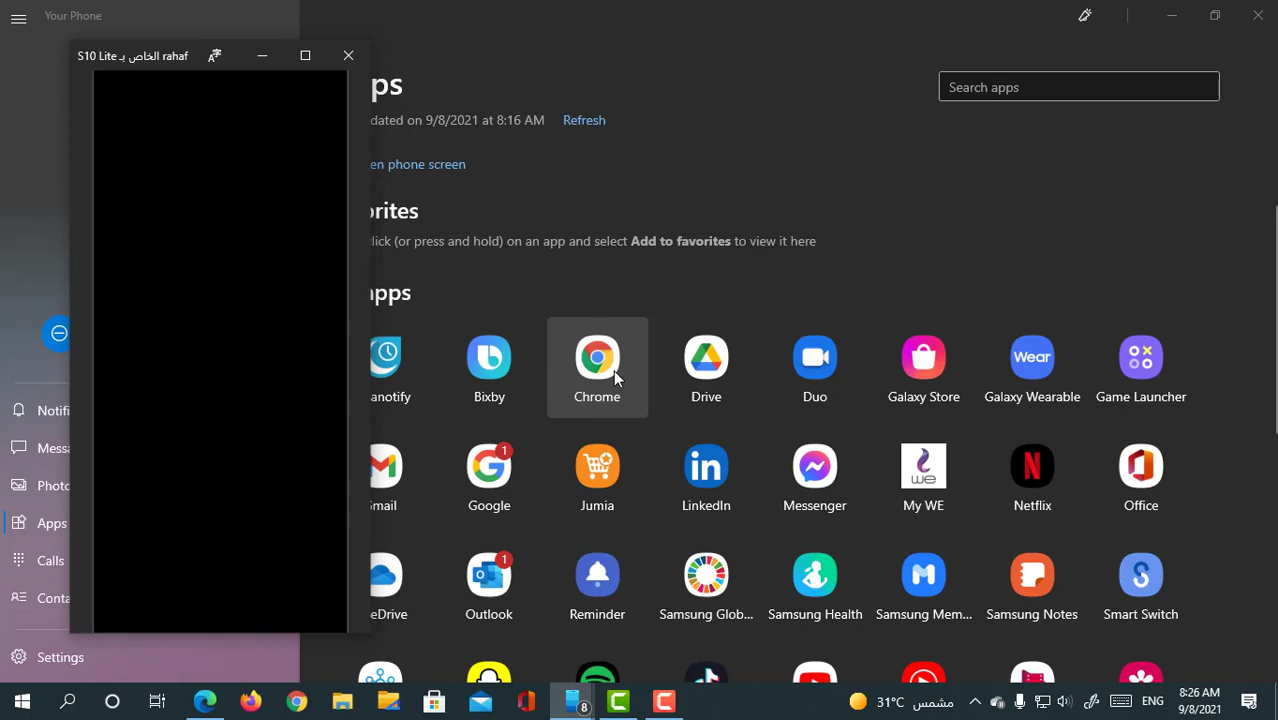 Your Phone
S10 Lite الخاص بـ rahaf
ps
dated on 9/8/2021 at 8:16 AM Refresh
Search apps
en phone screen
orites
click (or press and hold) on an app and select Add to favorites to view it here
apps
anotify Bixby Chrome Drive Duo Galaxy Store Galaxy Wearable Game Launcher
Wear
1
Gmail Google Jumia LinkedIn Messenger My WE Netflix Office
1
eDrive Outlook Reminder Samsung Glob... Samsung Health Samsung Mem... Samsung Notes Smart Switch
Notifi
Messa
Photo
Apps
Calls
Conta
Settings
8
31°C مشمس
ENG
8:26 AM
9/8/2021